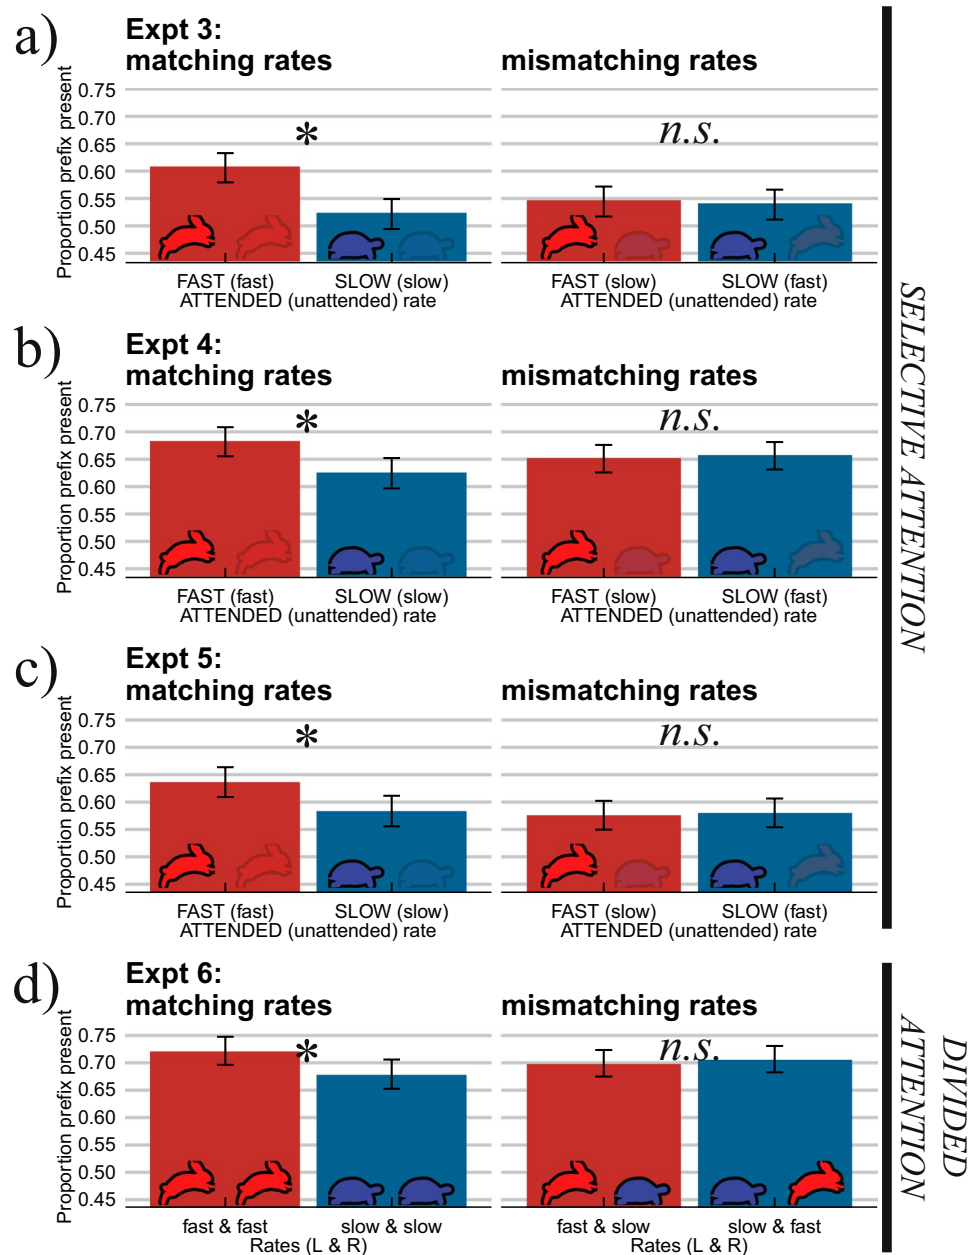 a)
Expt 3:
matching rates
mismatching rates
Proportion prefix present
0.75
0.70
0.65
0.60
0.55
0.50
0.45
*
n.s.
FAST (fast)
SLOW (slow)
ATTENDED (unattended) rate
FAST (slow)
SLOW (fast)
ATTENDED (unattended) rate
b)
Expt 4:
matching rates
mismatching rates
Proportion prefix present
0.75
0.70
0.65
0.60
0.55
0.50
0.45
*
n.s.
FAST (fast)
SLOW (slow)
ATTENDED (unattended) rate
FAST (slow)
SLOW (fast)
ATTENDED (unattended) rate
c)
Expt 5:
matching rates
mismatching rates
Proportion prefix present
0.75
0.70
0.65
0.60
0.55
0.50
0.45
*
n.s.
FAST (fast)
SLOW (slow)
ATTENDED (unattended) rate
FAST (slow)
SLOW (fast)
ATTENDED (unattended) rate
SELECTIVE ATTENTION
d)
Expt 6:
matching rates
mismatching rates
Proportion prefix present
0.75
0.70
0.65
0.60
0.55
0.50
0.45
*
n.s.
fast & fast
slow & slow
Rates (L & R)
fast & slow
slow & fast
Rates (L & R)
DIVIDED
ATTENTION